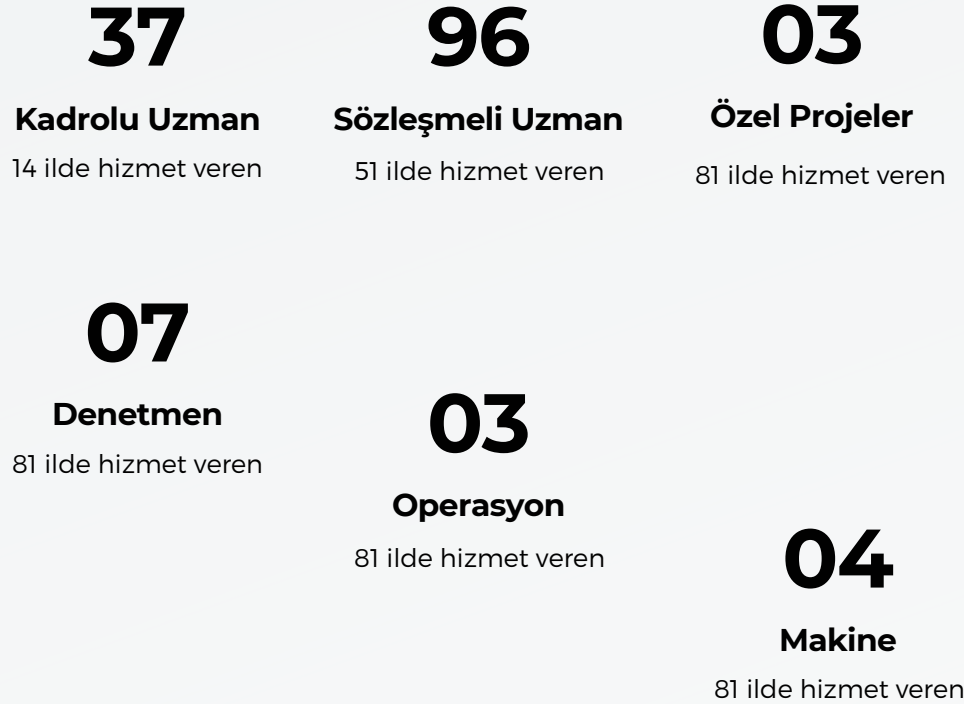 37
Kadrolu Uzman
14 ilde hizmet veren
96
Sözleşmeli Uzman
51 ilde hizmet veren
03
Özel Projeler
81 ilde hizmet veren
07
Denetmen
81 ilde hizmet veren
03
Operasyon
81 ilde hizmet veren
04
Makine
81 ilde hizmet veren